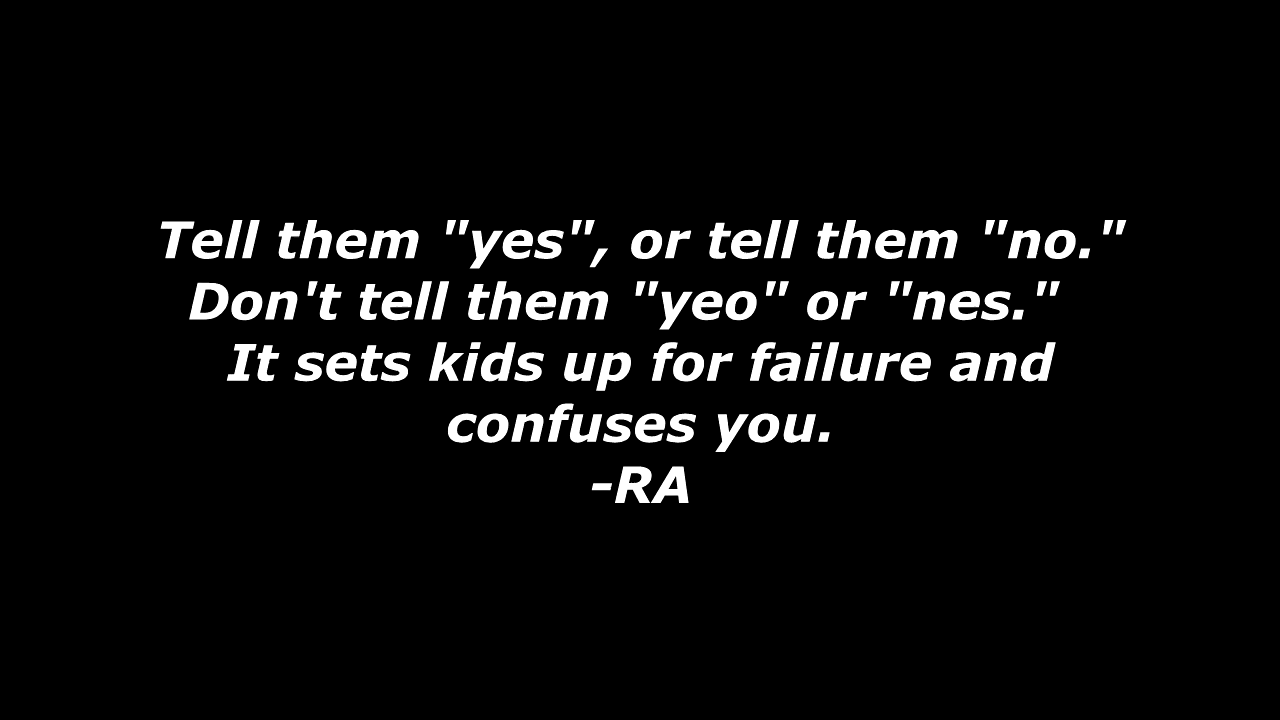 Tell them "yes", or tell them "no."
Don't tell them "yeo" or "nes."
It sets kids up for failure and
confuses you.
-RA